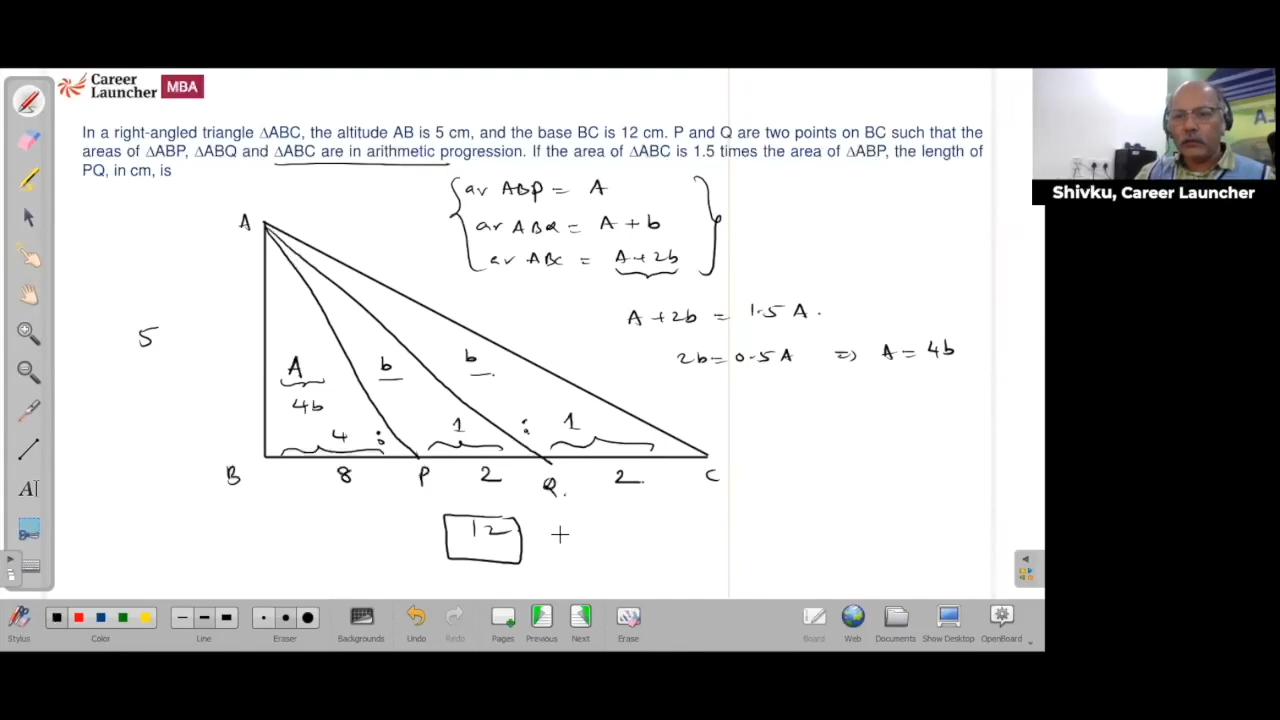 Career
Launcher
MBA
In a right-angled triangle ΔABC, the altitude AB is 5 cm, and the base BC is 12 cm. P and Q are two points on BC such that the
areas of ΔABP, ΔABQ and ΔABC are in arithmetic progression. If the area of ΔABC is 1.5 times the area of ΔABP, the length of
PQ, in cm, is
Shivku, Career Launcher
ar ABP = A
ar ABQ = A + b
ar ABC = A + 2b
A + 2b = 1.5 A.
2b = 0.5 A ⇒ A = 4b
A
5
A
b
b
4b
4 : 1 : 1
B 8 P 2 Q. 2 C
12
Stylus
Color
Line
Eraser
Backgrounds
Undo
Redo
Pages
Previous
Next
Erase
Board
Web
Documents
Show Desktop
OpenBoard